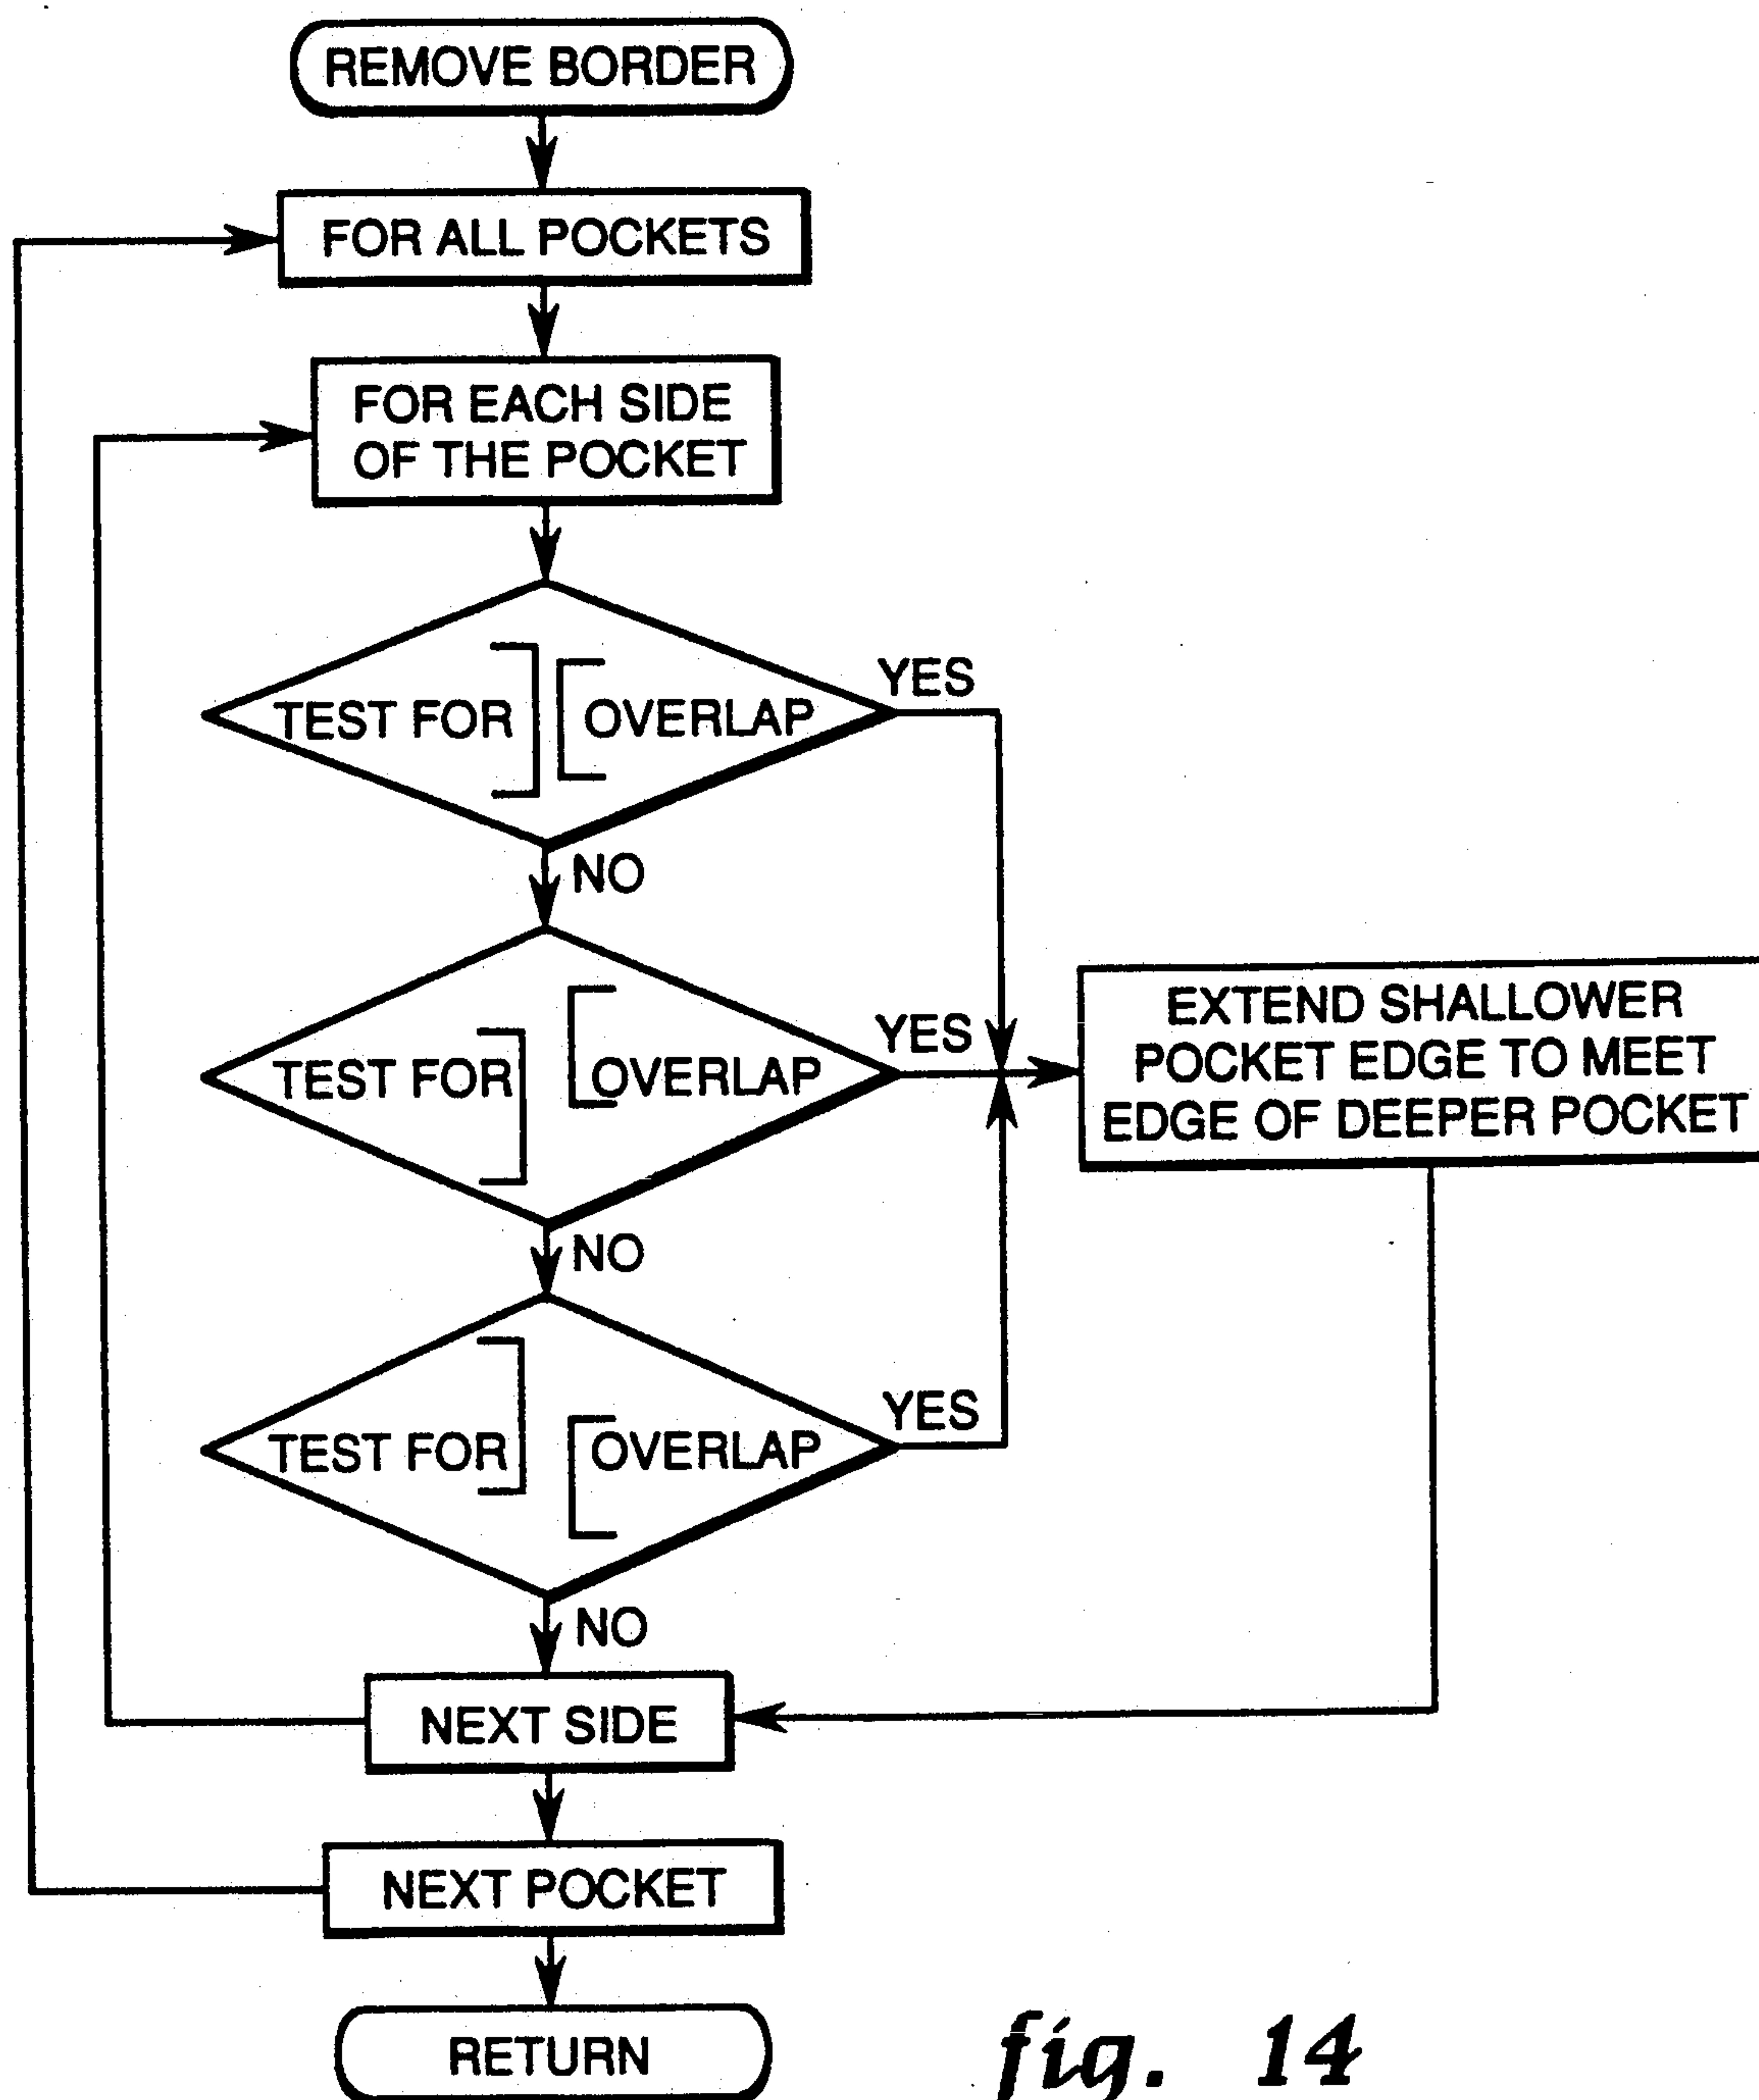 REMOVE BORDER
FOR ALL POCKETS
FOR EACH SIDE
OF THE POCKET
TEST FOR ] [ OVERLAP
YES
NO
TEST FOR ] [ OVERLAP
YES
EXTEND SHALLOWER
POCKET EDGE TO MEET
EDGE OF DEEPER POCKET
NO
TEST FOR ] [ OVERLAP
YES
NO
NEXT SIDE
NEXT POCKET
RETURN
fig. 14